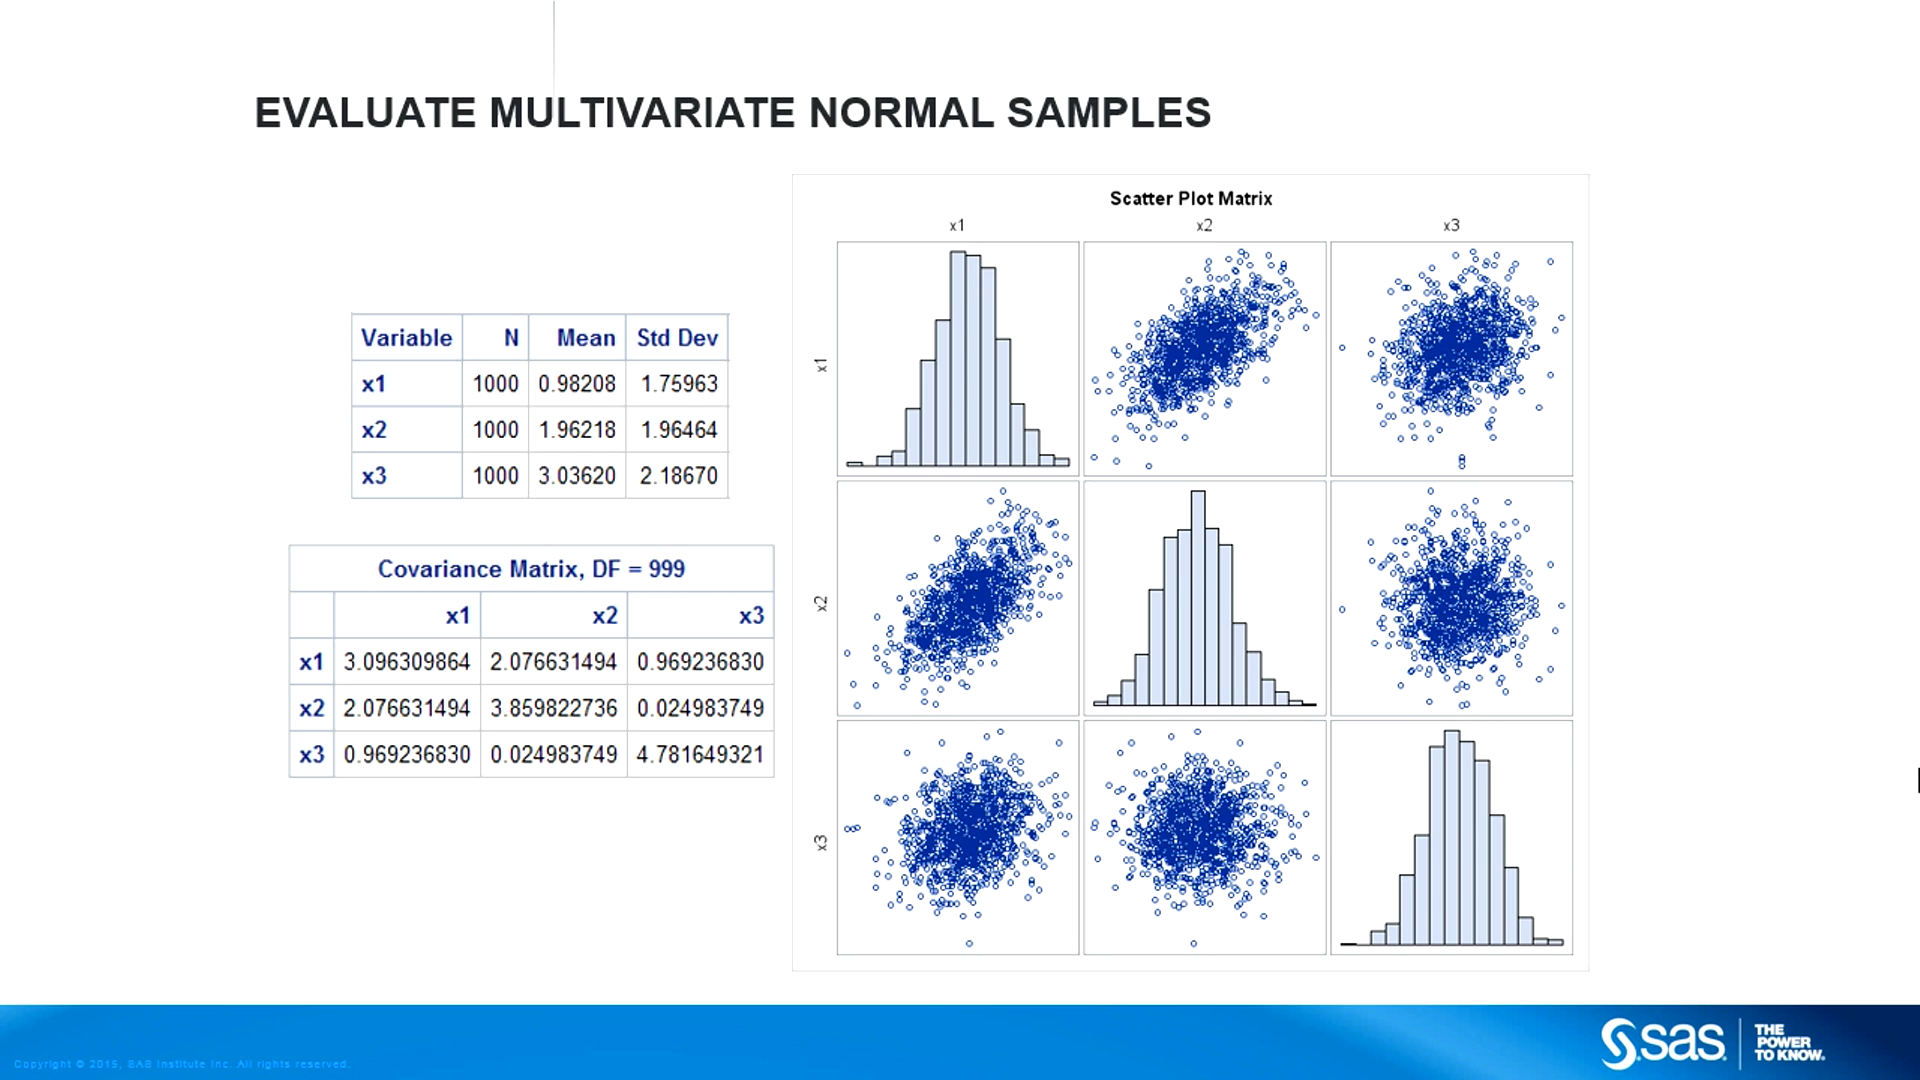 EVALUATE MULTIVARIATE NORMAL SAMPLES
Variable N Mean Std Dev
x1 1000 0.98208 1.75963
x2 1000 1.96218 1.96464
x3 1000 3.03620 2.18670
Covariance Matrix, DF = 999
x1 x2 x3
x1 3.096309864 2.076631494 0.969236830
x2 2.076631494 3.859822736 0.024983749
x3 0.969236830 0.024983749 4.781649321
Scatter Plot Matrix
x1 x2 x3
x1
x2
x3
Copyright © 2015, SAS Institute Inc. All rights reserved.
sas THE
POWER
TO KNOW.